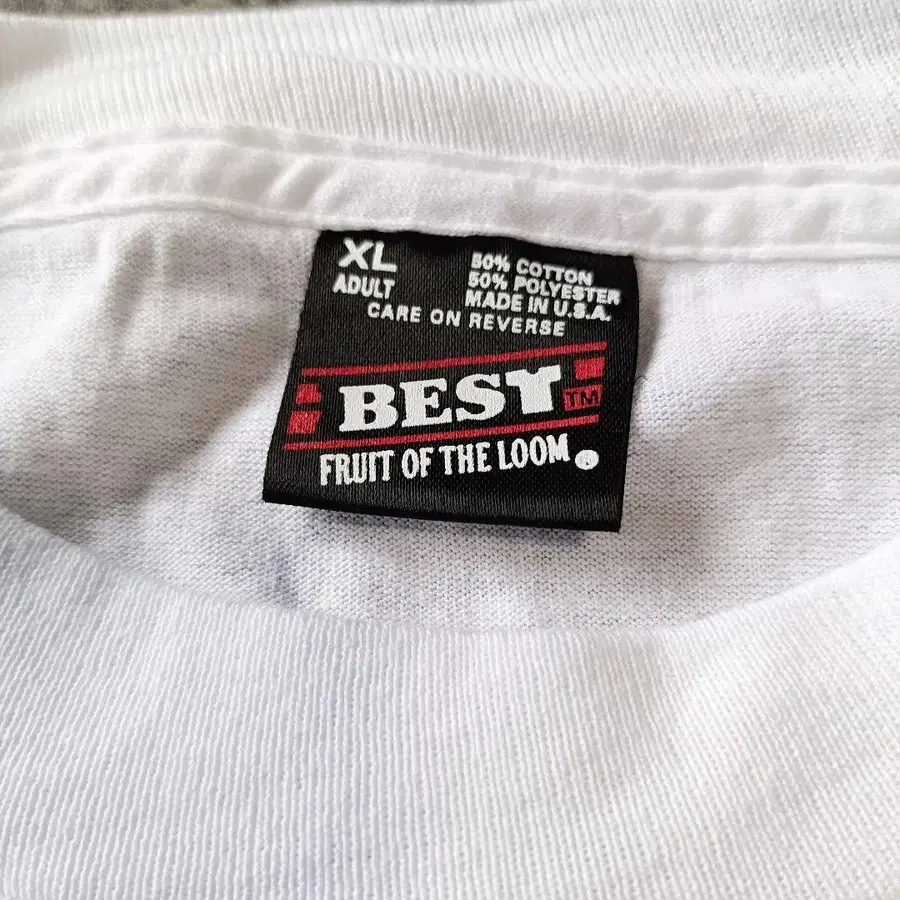 XL
ADULT
50% COTTON
50% POLYESTER
MADE IN U.S.A.
CARE ON REVERSE
BEST TM
FRUIT OF THE LOOM ®